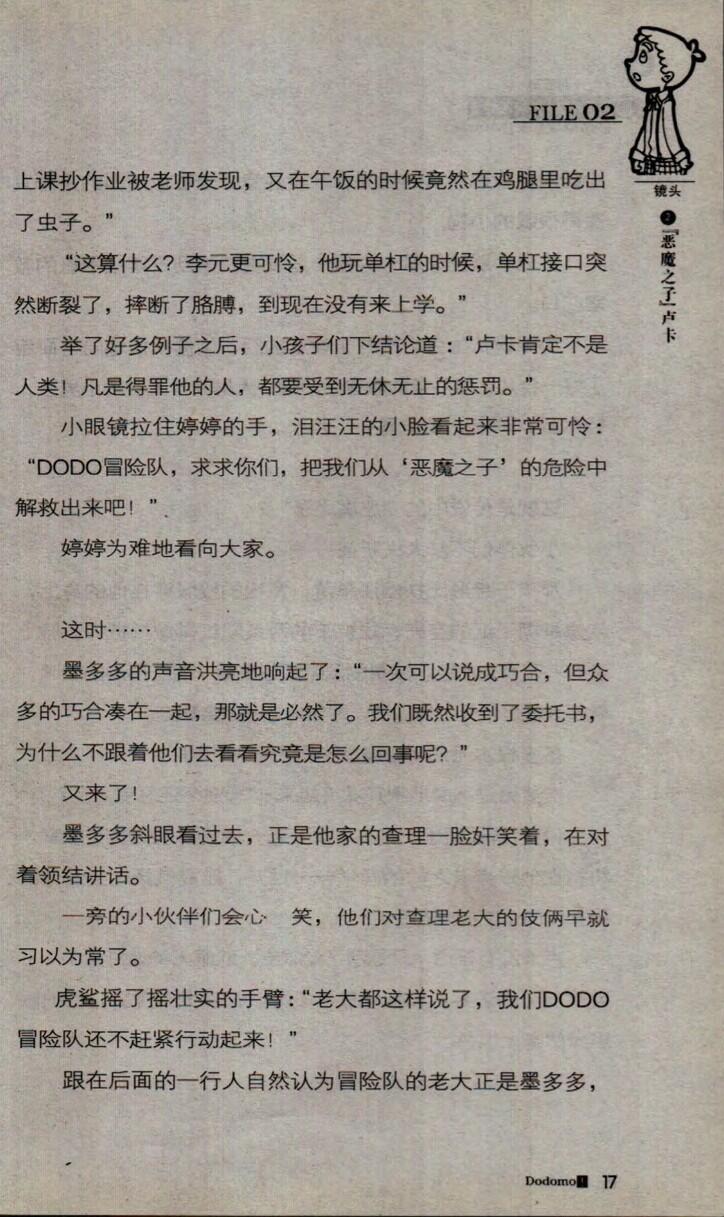 FILE 02
镜头
❷『恶魔之子』卢卡
上课抄作业被老师发现，又在午饭的时候竟然在鸡腿里吃出
了虫子。”
“这算什么？李元更可怜，他玩单杠的时候，单杠接口突
然断裂了，摔断了胳膊，到现在没有来上学。”
举了好多例子之后，小孩子们下结论道：“卢卡肯定不是
人类！凡是得罪他的人，都要受到无休无止的惩罚。”
小眼镜拉住婷婷的手，泪汪汪的小脸看起来非常可怜：
“DODO冒险队，求求你们，把我们从‘恶魔之子’的危险中
解救出来吧！”
婷婷为难地看向大家。
这时……
墨多多的声音洪亮地响起了：“一次可以说成巧合，但众
多的巧合凑在一起，那就是必然了。我们既然收到了委托书，
为什么不跟着他们去看看究竟是怎么回事呢？”
又来了！
墨多多斜眼看过去，正是他家的查理一脸奸笑着，在对
着领结讲话。
一旁的小伙伴们会心 笑，他们对查理老大的伎俩早就
习以为常了。
虎鲨摇了摇壮实的手臂：“老大都这样说了，我们DODO
冒险队还不赶紧行动起来！”
跟在后面的一行人自然认为冒险队的老大正是墨多多，
Dodomo! 17